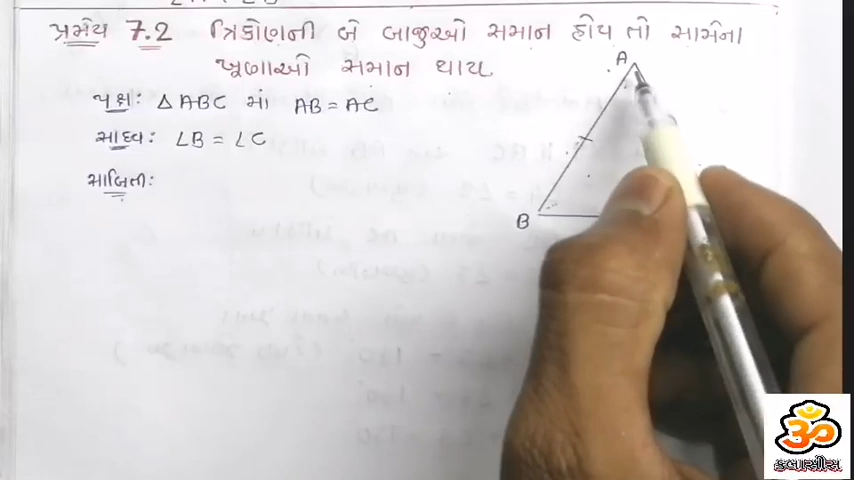 પ્રમેય 7.2 ત્રિકોણની બે બાજુઓ સમાન હોય તો સામેના
ખૂણાઓ સમાન થાય
પક્ષ: △ ABC માં AB = AC
સાધ્ય: ∠B = ∠C
સાબિતી:
A
B
ૐ
ક્લાસીસ